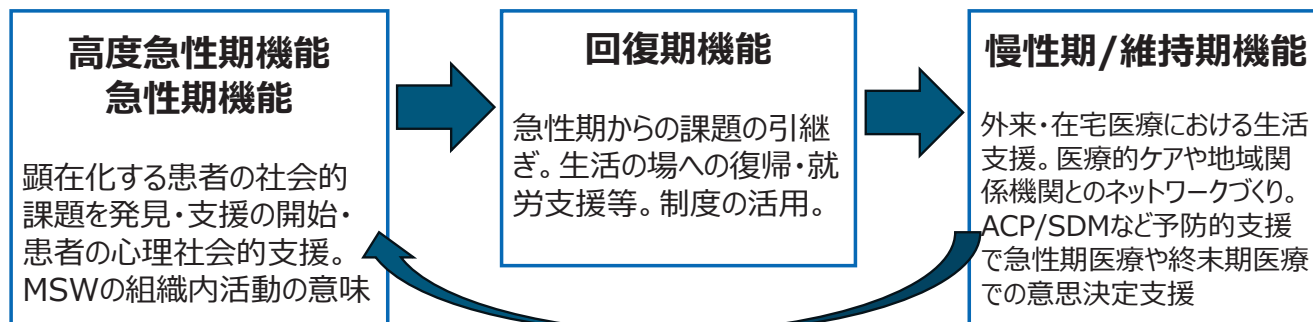 高度急性期機能
急性期機能
顕在化する患者の社会的
課題を発見・支援の開始・
患者の心理社会的支援。
MSWの組織内活動の意味
回復期機能
急性期からの課題の引継
ぎ。生活の場への復帰・就
労支援等。制度の活用。
慢性期/維持期機能
外来・在宅医療における生活
支援。医療的ケアや地域関
係機関とのネットワークづくり。
ACP/SDMなど予防的支援
で急性期医療や終末期医療
での意思決定支援